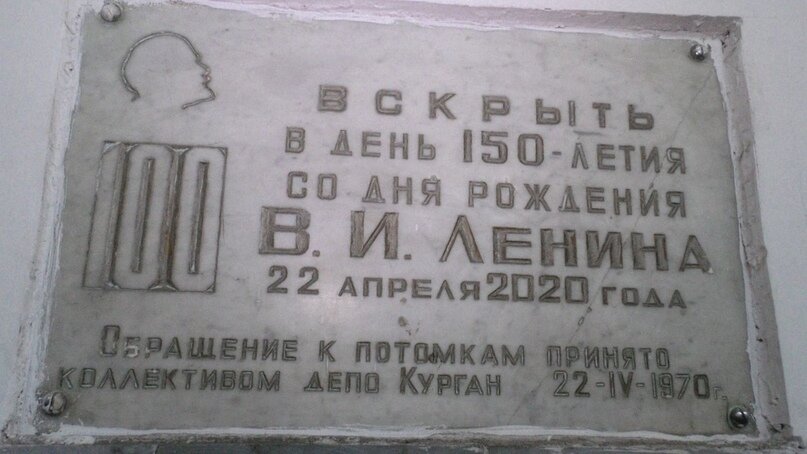 100
ВСКРЫТЬ
В ДЕНЬ 150-ЛЕТИЯ
СО ДНЯ РОЖДЕНИЯ
В. И. ЛЕНИНА
22 АПРЕЛЯ 2020 ГОДА
ОБРАЩЕНИЕ К ПОТОМКАМ ПРИНЯТО
КОЛЛЕКТИВОМ ДЕПО КУРГАН 22-IV-1970г.